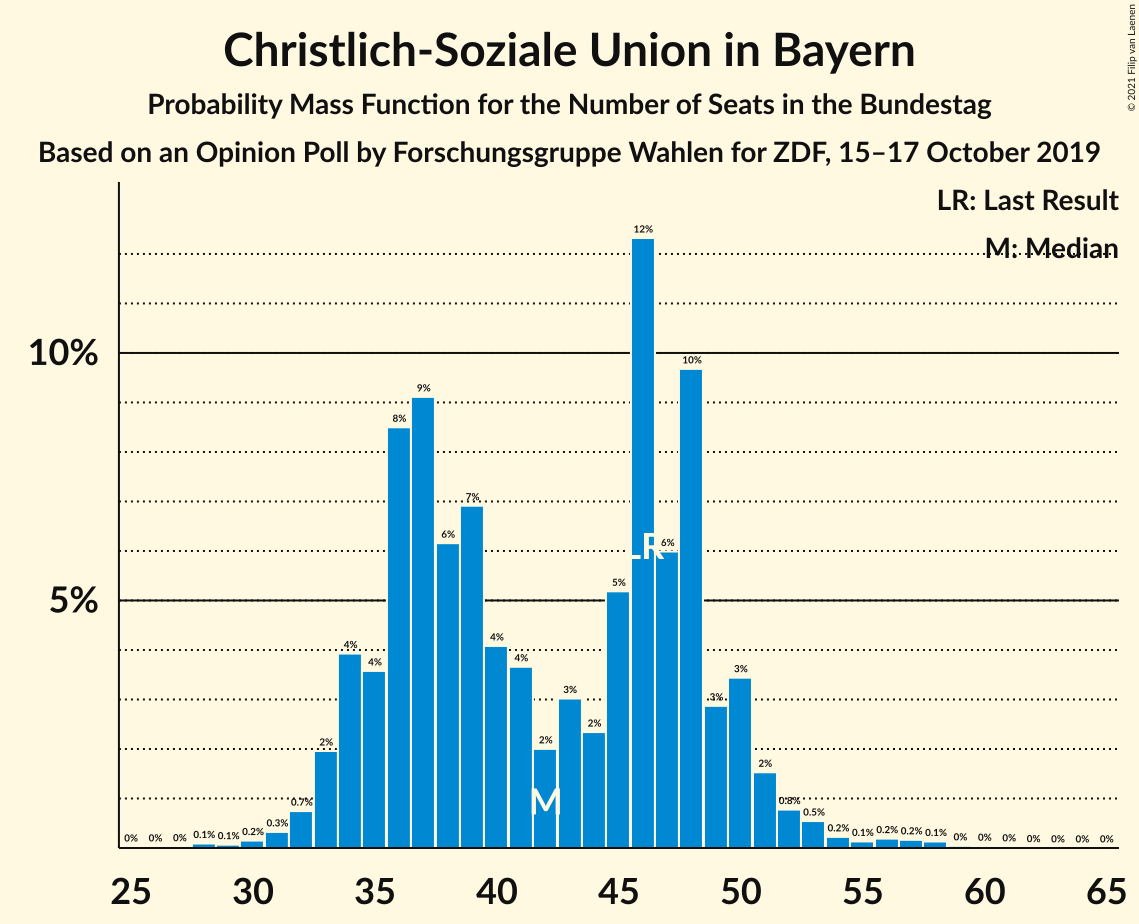 Christlich-Soziale Union in Bayern
Probability Mass Function for the Number of Seats in the Bundestag
Based on an Opinion Poll by Forschungsgruppe Wahlen for ZDF, 15–17 October 2019
© 2021 Filip van Laenen
LR: Last Result
M: Median
10%
5%
0% 0% 0% 0.1% 0.1% 0.2% 0.3% 0.7% 2% 4% 4% 8% 9% 6% 7% 4% 4% 2% 3% 2% 5% 12% 6% 10% 3% 3% 2% 0.8% 0.5% 0.2% 0.1% 0.2% 0.2% 0.1% 0% 0% 0% 0% 0% 0% 0%
LR
M
25 30 35 40 45 50 55 60 65